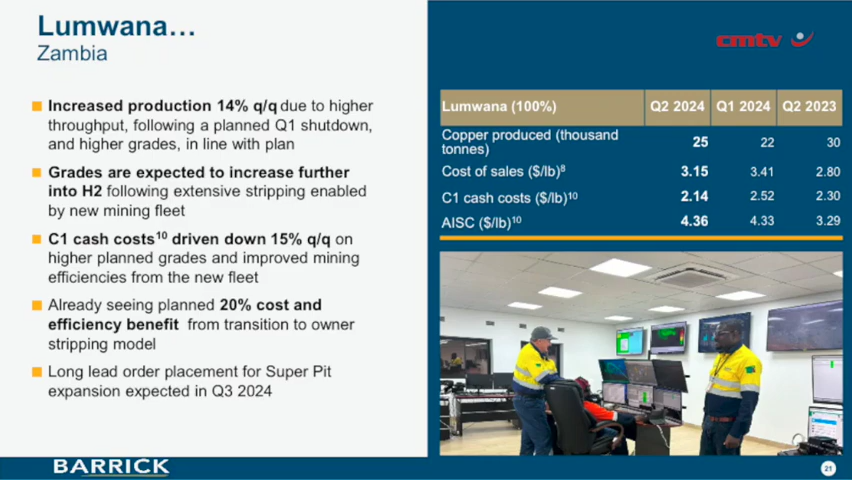 Lumwana…
Zambia
Increased production 14% q/q due to higher
throughput, following a planned Q1 shutdown,
and higher grades, in line with plan
Grades are expected to increase further
into H2 following extensive stripping enabled
by new mining fleet
C1 cash costs10 driven down 15% q/q on
higher planned grades and improved mining
efficiencies from the new fleet
Already seeing planned 20% cost and
efficiency benefit from transition to owner
stripping model
Long lead order placement for Super Pit
expansion expected in Q3 2024
BARRICK
cmtv
Lumwana (100%) Q2 2024 Q1 2024 Q2 2023
Copper produced (thousand
tonnes) 25 22 30
Cost of sales ($/lb)8 3.15 3.41 2.80
C1 cash costs ($/lb)10 2.14 2.52 2.30
AISC ($/lb)10 4.36 4.33 3.29
21